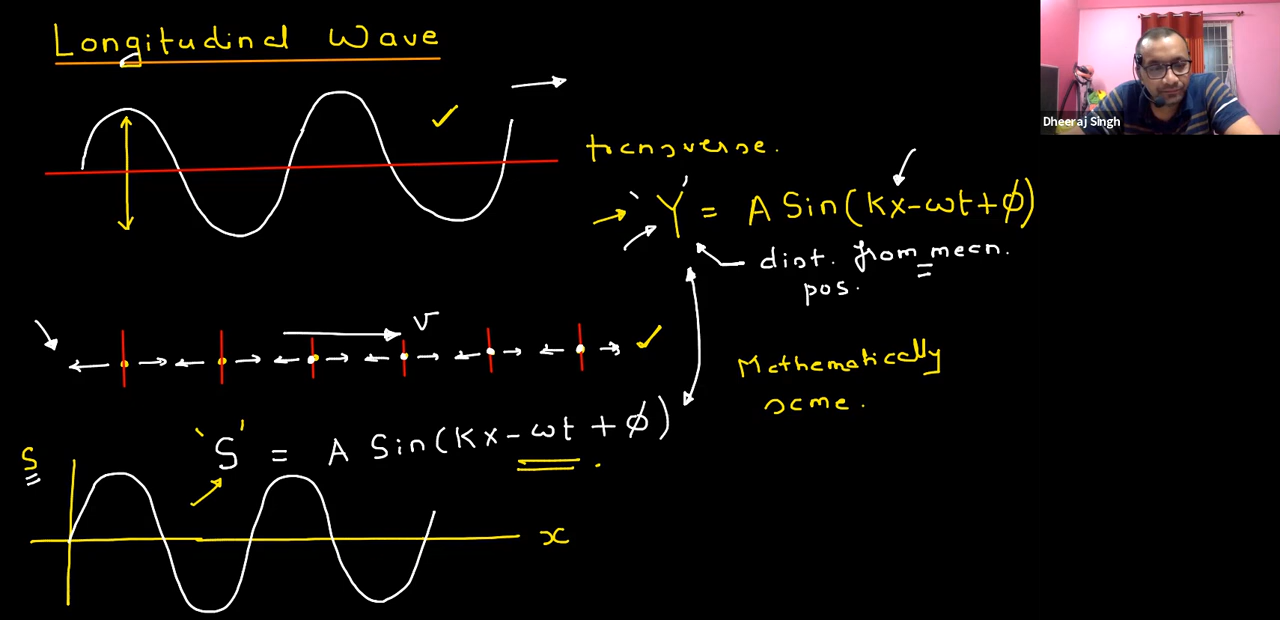 Longitudinal Wave
Dheeraj Singh
transverse.
'Y' = A Sin(Kx-ωt+ϕ)
dist. from mean.
pos.
v
Mathematically
same.
'S' = A Sin(Kx-ωt+ϕ)
S
x